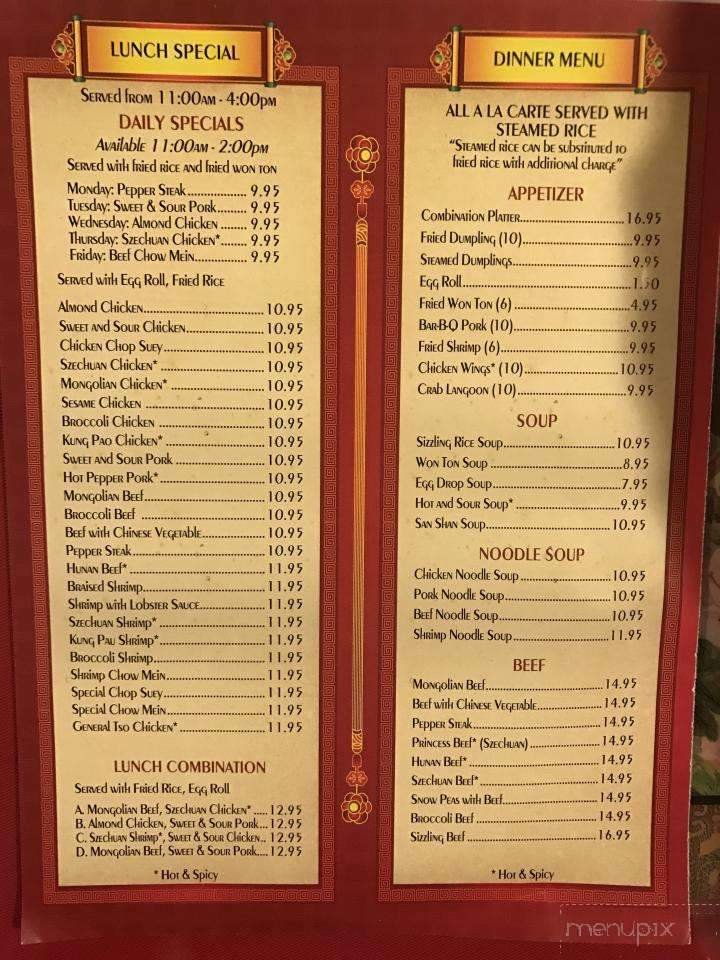 LUNCH SPECIAL
Served from 11:00am - 4:00pm
DAILY SPECIALS
Available 11:00am - 2:00pm
Served with fried rice and fried won ton
Monday: Pepper Steak................. 9.95
Tuesday: Sweet & Sour Pork........ 9.95
Wednesday: Almond Chicken ....... 9.95
Thursday: Szechuan Chicken*....... 9.95
Friday: Beef Chow Mein.............. 9.95
Served with Egg Roll, Fried Rice
Almond Chicken................................ 10.95
Sweet and Sour Chicken..................... 10.95
Chicken Chop Suey........................... 10.95
Szechuan Chicken* ........................... 10.95
Mongolian Chicken* ......................... 10.95
Sesame Chicken ................................ 10.95
Broccoli Chicken ............................. 10.95
Kung Pao Chicken* .......................... 10.95
Sweet and Sour Pork ........................ 10.95
Hot Pepper Pork* ............................. 10.95
Mongolian Beef................................ 10.95
Broccoli Beef ................................. 10.95
Beef with Chinese Vegetable................ 10.95
Pepper Steak................................... 10.95
Hunan Beef* ................................... 11.95
Braised Shrimp................................ 11.95
Shrimp with Lobster Sauce................. 11.95
Szechuan Shrimp* ............................ 11.95
Kung Pau Shrimp*............................ 11.95
Broccoli Shrimp.............................. 11.95
Shrimp Chow Mein........................... 11.95
Special Chop Suey........................... 11.95
Special Chow Mein.......................... 11.95
General Tso Chicken* ...................... 11.95
LUNCH COMBINATION
Served with Fried Rice, Egg Roll
A. Mongolian Beef, Szechuan Chicken* ..... 12.95
B. Almond Chicken, Sweet & Sour Pork... 12.95
C. Szechuan Shrimp*, Sweet & Sour Chicken.. 12.95
D. Mongolian Beef, Sweet & Sour Pork.... 12.95
* Hot & Spicy
DINNER MENU
ALL A LA CARTE SERVED WITH
STEAMED RICE
"Steamed rice can be substituted to
fried rice with additional charge"
APPETIZER
Combination Platter.......................... 16.95
Fried Dumpling (10)........................... 9.95
Steamed Dumplings............................. 9.95
Egg Roll.......................................... 1.50
Fried Won Ton (6) ............................. 4.95
Bar-B-Q Pork (10)............................. 9.95
Fried Shrimp (6)................................ 9.95
Chicken Wings* (10)........................ 10.95
Crab Langoon (10)............................ 9.95
SOUP
Sizzling Rice Soup............................ 10.95
Won Ton Soup ................................. 8.95
Egg Drop Soup................................. 7.95
Hot and Sour Soup* .......................... 9.95
San Shan Soup................................. 10.95
NOODLE SOUP
Chicken Noodle Soup ....................... 10.95
Pork Noodle Soup............................ 10.95
Beef Noodle Soup............................ 10.95
Shrimp Noodle Soup......................... 11.95
BEEF
Mongolian Beef................................ 14.95
Beef with Chinese Vegetable................ 14.95
Pepper Steak................................... 14.95
Princess Beef* (Szechuan) .................. 14.95
Hunan Beef* ................................... 14.95
Szechuan Beef* ............................... 14.95
Snow Peas with Beef......................... 14.95
Broccoli Beef ................................. 14.95
Sizzling Beef .................................. 16.95
* Hot & Spicy
menupix